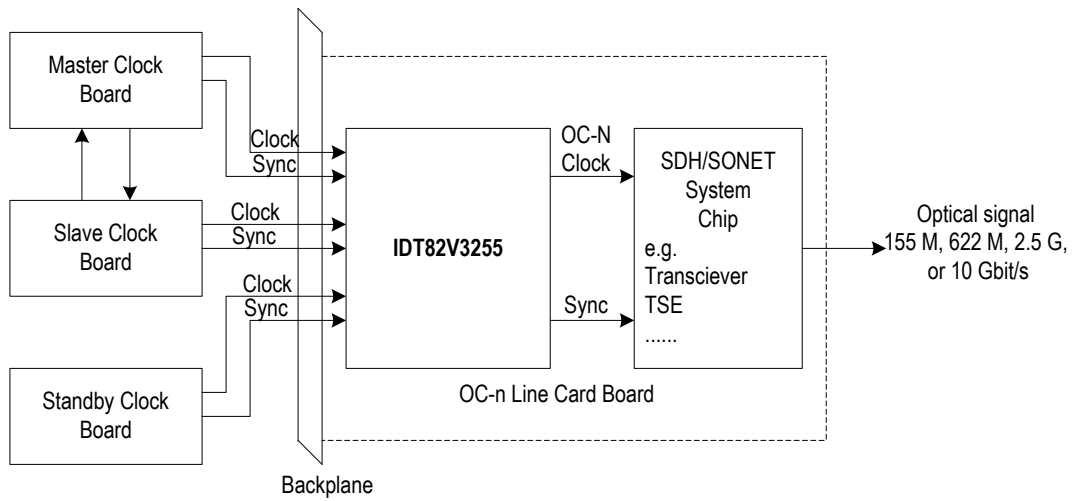 Master Clock
Board
Slave Clock
Board
Standby Clock
Board
Clock
Sync
Clock
Sync
Clock
Sync
Backplane
IDT82V3255
OC-N
Clock
Sync
SDH/SONET
System
Chip
e.g.
Transciever
TSE
......
OC-n Line Card Board
Optical signal
155 M, 622 M, 2.5 G,
or 10 Gbit/s